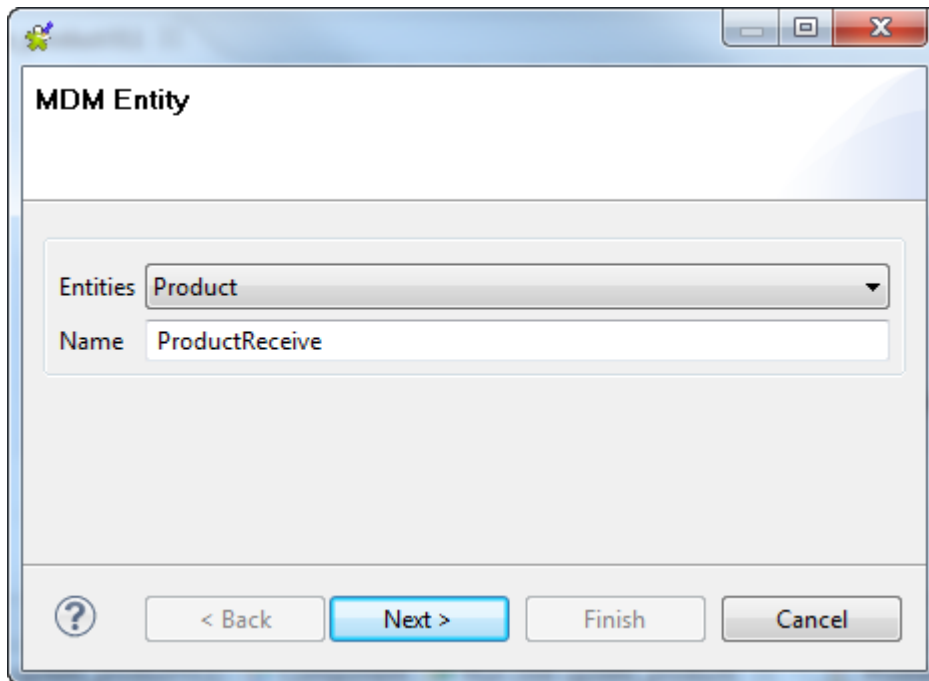 MDM Entity
Entities Product
Name ProductReceive
? < Back Next > Finish Cancel